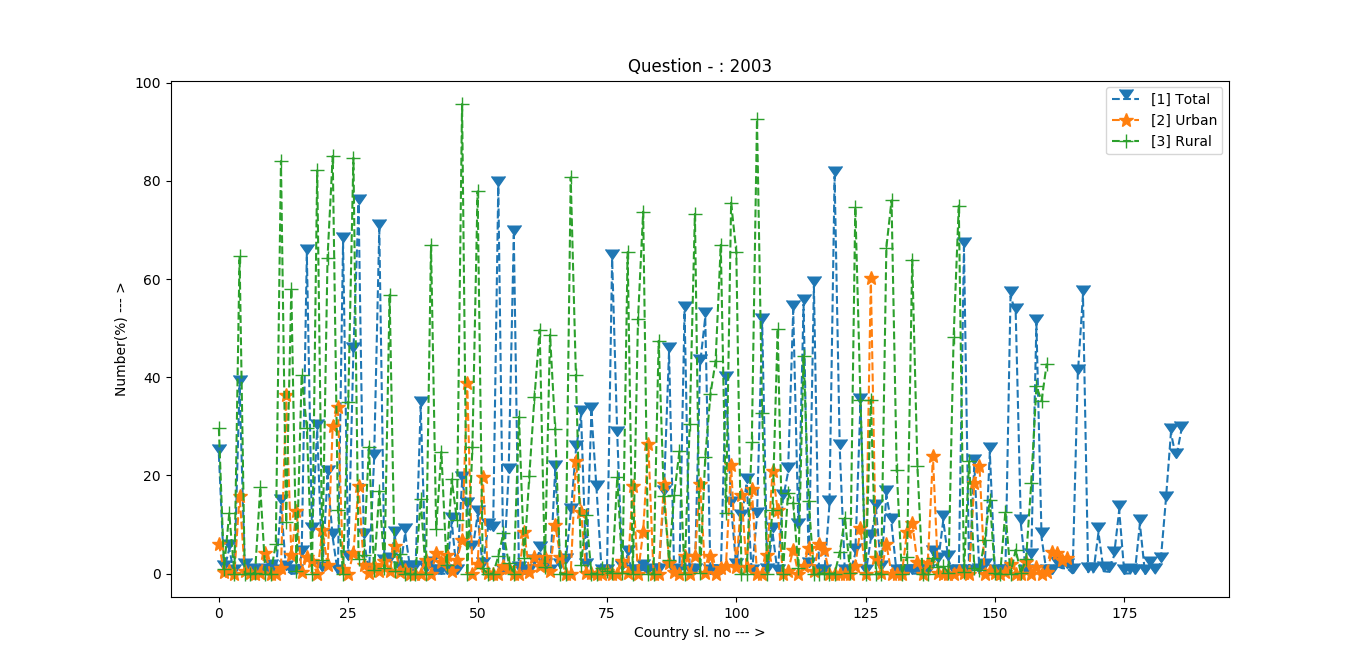 Question - : 2003
100
80
60
40
20
0
Number(%) --- >
[1] Total
[2] Urban
[3] Rural
0 25 50 75 100 125 150 175
Country sl. no --- >